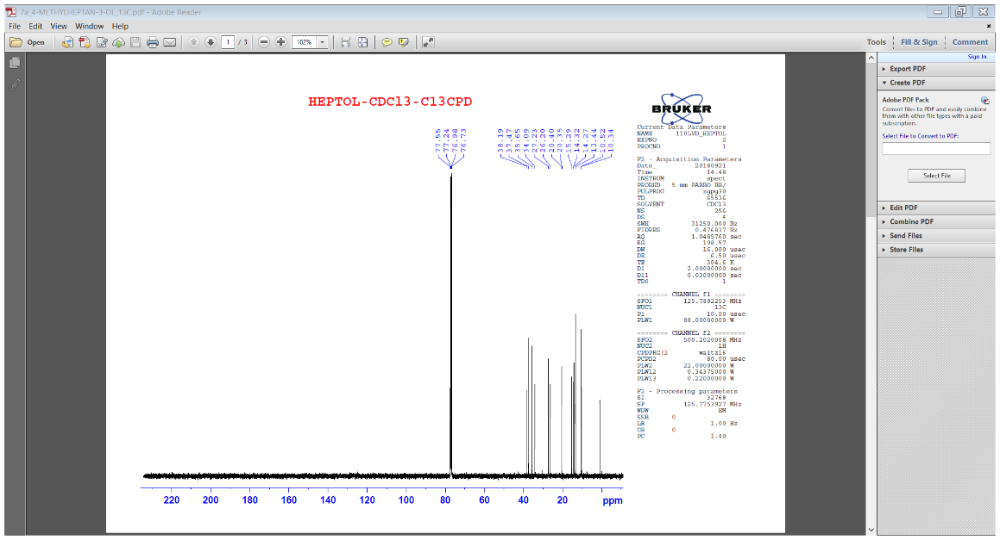 7a_4-METHYLHEPTAN-3-OL_13C.pdf - Adobe Reader
File Edit View Window Help
Open 1 / 3 102% Tools Fill & Sign Comment
Sign In
Export PDF
Create PDF
Adobe PDF Pack
Convert files to PDF and easily combine
them with other file types with a paid
subscription.
Select File to Convert to PDF:
Select File
Edit PDF
Combine PDF
Send Files
Store Files
HEPTOL-CDCl3-C13CPD
77.55
77.24
76.98
76.73
38.19
37.47
35.65
34.09
27.23
26.20
20.40
20.35
15.29
14.32
14.27
13.44
10.52
10.34
220 200 180 160 140 120 100 80 60 40 20 ppm
BRUKER
Current Data Parameters
NAME 110LVD_HEPTOL
EXPNO 2
PROCNO 1
F2 - Acquisition Parameters
Date_ 20180921
Time 14.48
INSTRUM spect
PROBHD 5 mm PABBO BB/
PULPROG zgpg30
TD 65536
SOLVENT CDCl3
NS 256
DS 4
SWH 31250.000 Hz
FIDRES 0.476837 Hz
AQ 1.0485760 sec
RG 198.57
DW 16.000 usec
DE 6.50 usec
TE 304.6 K
D1 2.00000000 sec
D11 0.03000000 sec
TD0 1
======== CHANNEL f1 ========
SFO1 125.7892253 MHz
NUC1 13C
P1 10.00 usec
PLW1 88.00000000 W
======== CHANNEL f2 ========
SFO2 500.2020008 MHz
NUC2 1H
CPDPRG[2 waltz16
PCPD2 80.00 usec
PLW2 22.00000000 W
PLW12 0.34375000 W
PLW13 0.22000000 W
F2 - Processing parameters
SI 32768
SF 125.7753927 MHz
WDW EM
SSB 0
LB 1.00 Hz
GB 0
PC 1.40